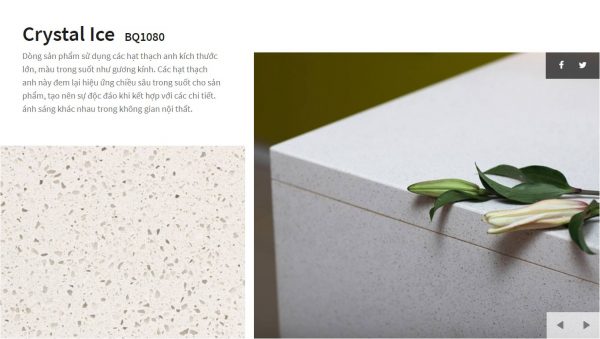 Crystal Ice BQ1080
Dòng sản phẩm sử dụng các hạt thạch anh kích thước
lớn, màu trong suốt như gương kính. Các hạt thạch
anh này đem lại hiệu ứng chiều sâu trong suốt cho sản
phẩm, tạo nên sự độc đáo khi kết hợp với các chi tiết.
ánh sáng khác nhau trong không gian nội thất.